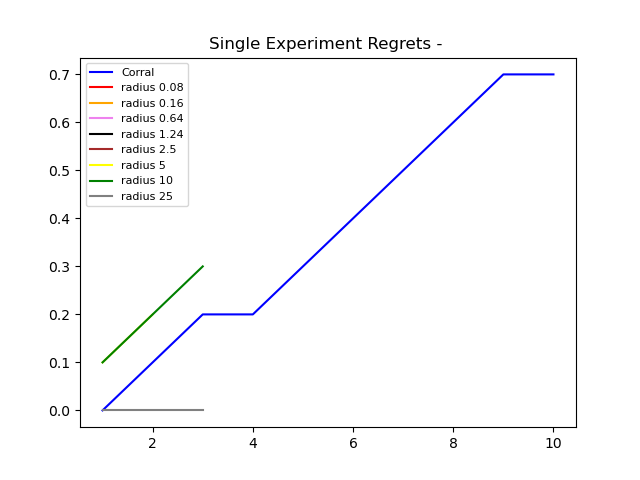 Single Experiment Regrets -
Corral
radius 0.08
radius 0.16
radius 0.64
radius 1.24
radius 2.5
radius 5
radius 10
radius 25
0.7
0.6
0.5
0.4
0.3
0.2
0.1
0.0
2 4 6 8 10